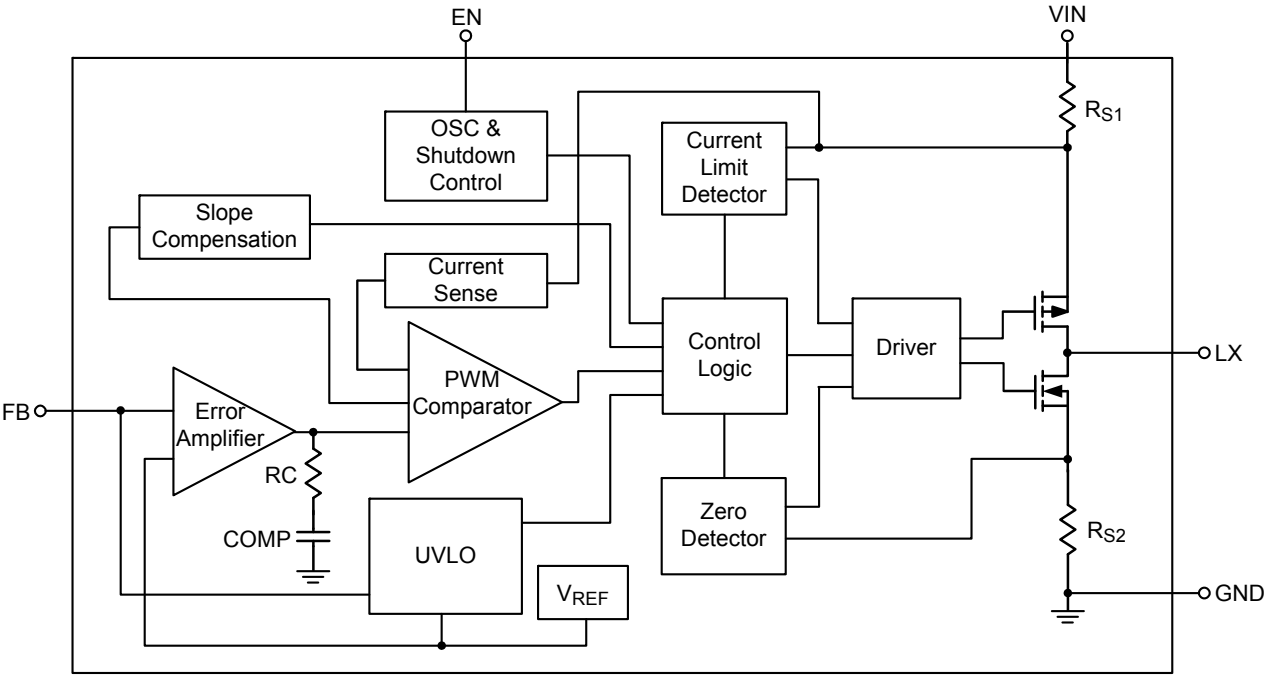 EN
VIN
OSC &
Shutdown
Control
Current
Limit
Detector
RS1
Slope
Compensation
Current
Sense
Control
Logic
Driver
LX
PWM
Comparator
FB
Error
Amplifier
RC
COMP
UVLO
VREF
Zero
Detector
RS2
GND